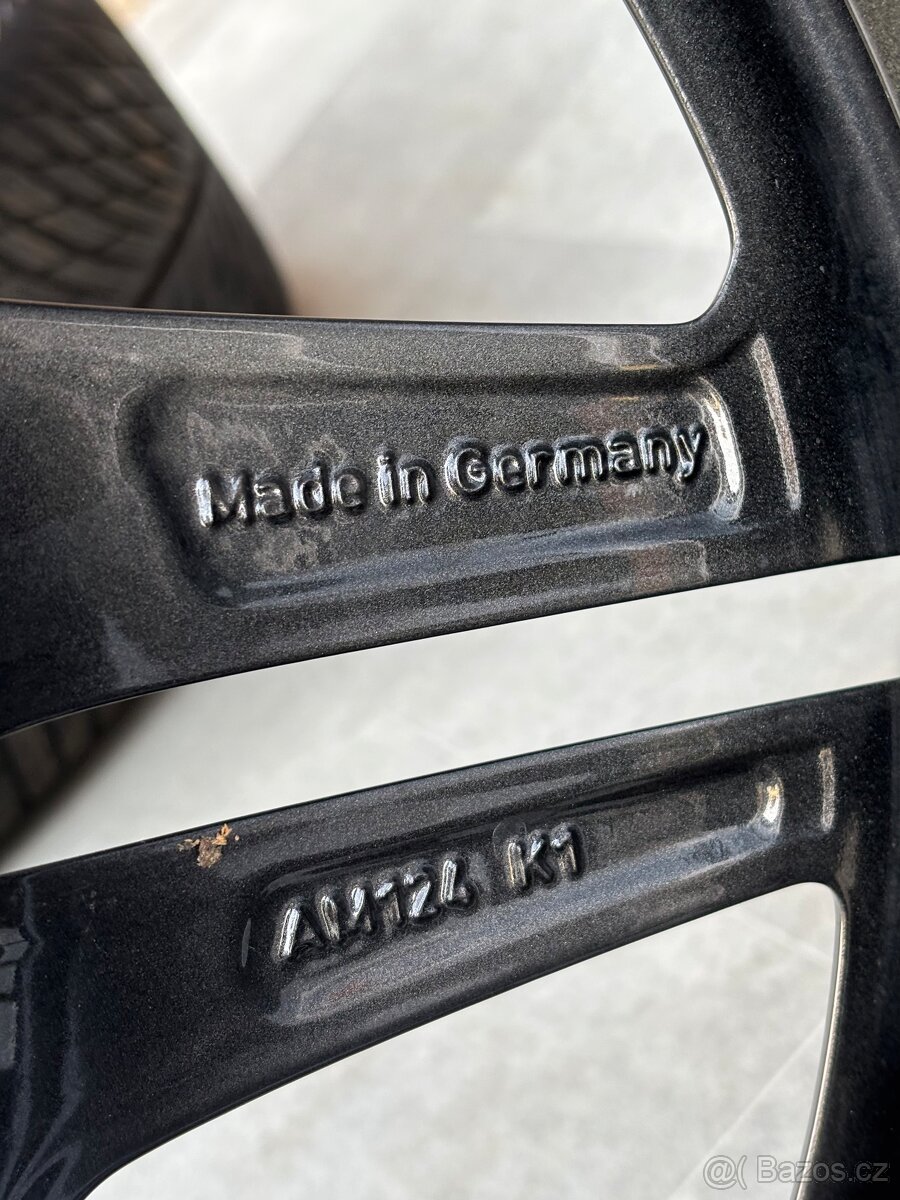 Made in Germany
AM124 K1
@( Bazos.cz